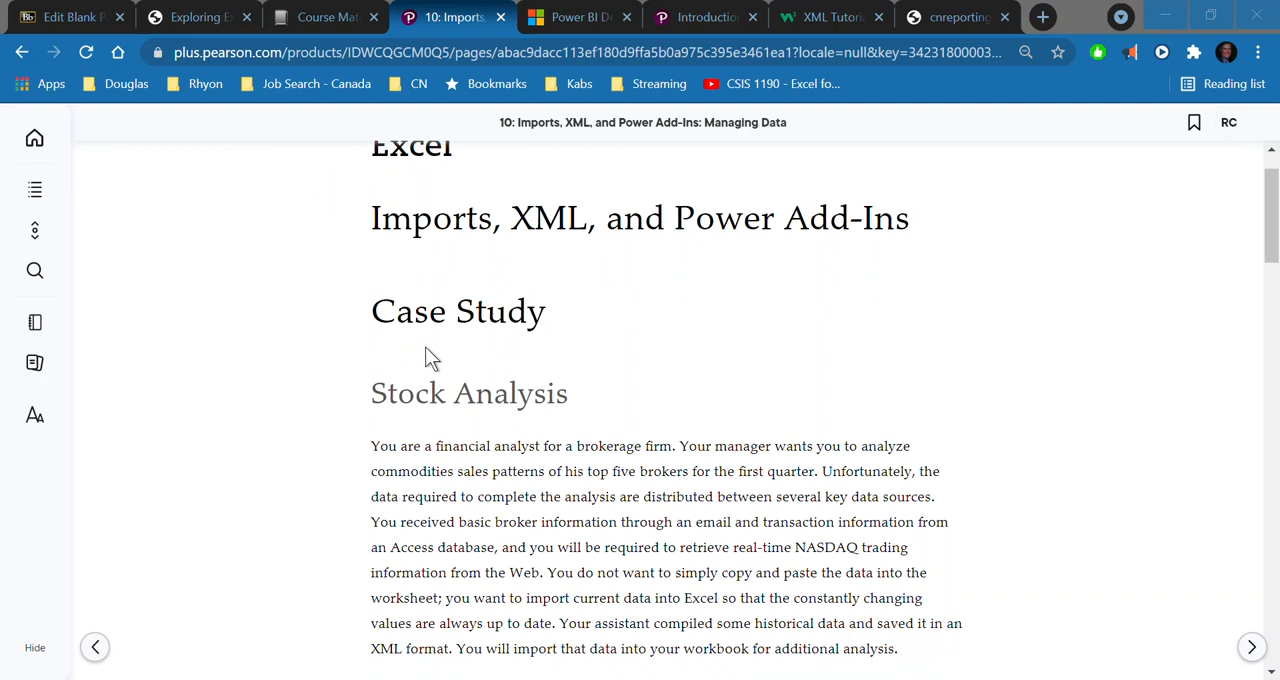 Edit Blank P
Exploring E
Course Mat
10: Imports,
Power BI De
Introductio
XML Tutoria
cnreporting
plus.pearson.com/products/IDWCQGCM0Q5/pages/abac9dacc113ef180d9ffa5b0a975c395e3461ea1?locale=null&key=34231800003...
Apps
Douglas
Rhyon
Job Search - Canada
CN
Bookmarks
Kabs
Streaming
CSIS 1190 - Excel fo...
Reading list
10: Imports, XML, and Power Add-Ins: Managing Data
RC
Excel
Imports, XML, and Power Add-Ins
Case Study
Stock Analysis
You are a financial analyst for a brokerage firm. Your manager wants you to analyze
commodities sales patterns of his top five brokers for the first quarter. Unfortunately, the
data required to complete the analysis are distributed between several key data sources.
You received basic broker information through an email and transaction information from
an Access database, and you will be required to retrieve real-time NASDAQ trading
information from the Web. You do not want to simply copy and paste the data into the
worksheet; you want to import current data into Excel so that the constantly changing
values are always up to date. Your assistant compiled some historical data and saved it in an
XML format. You will import that data into your workbook for additional analysis.
Hide